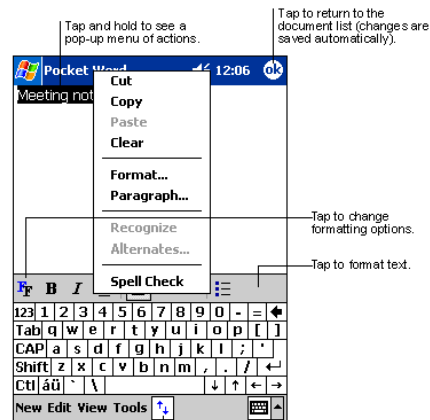 Tap and hold to see a
pop-up menu of actions.
Tap to return to the
document list (changes are
saved automatically).
Pocket Word 12:06 ok
Meeting not
Cut
Copy
Paste
Clear
Format...
Paragraph...
Recognize
Alternates...
Spell Check
Tap to change
formatting options.
Tap to format text.
B I
123 1 2 3 4 5 6 7 8 9 0 - =
Tab q w e r t y u i o p [ ]
CAP a s d f g h j k l ; '
Shift z x c v b n m , . /
Ctl áü ` \
New Edit View Tools